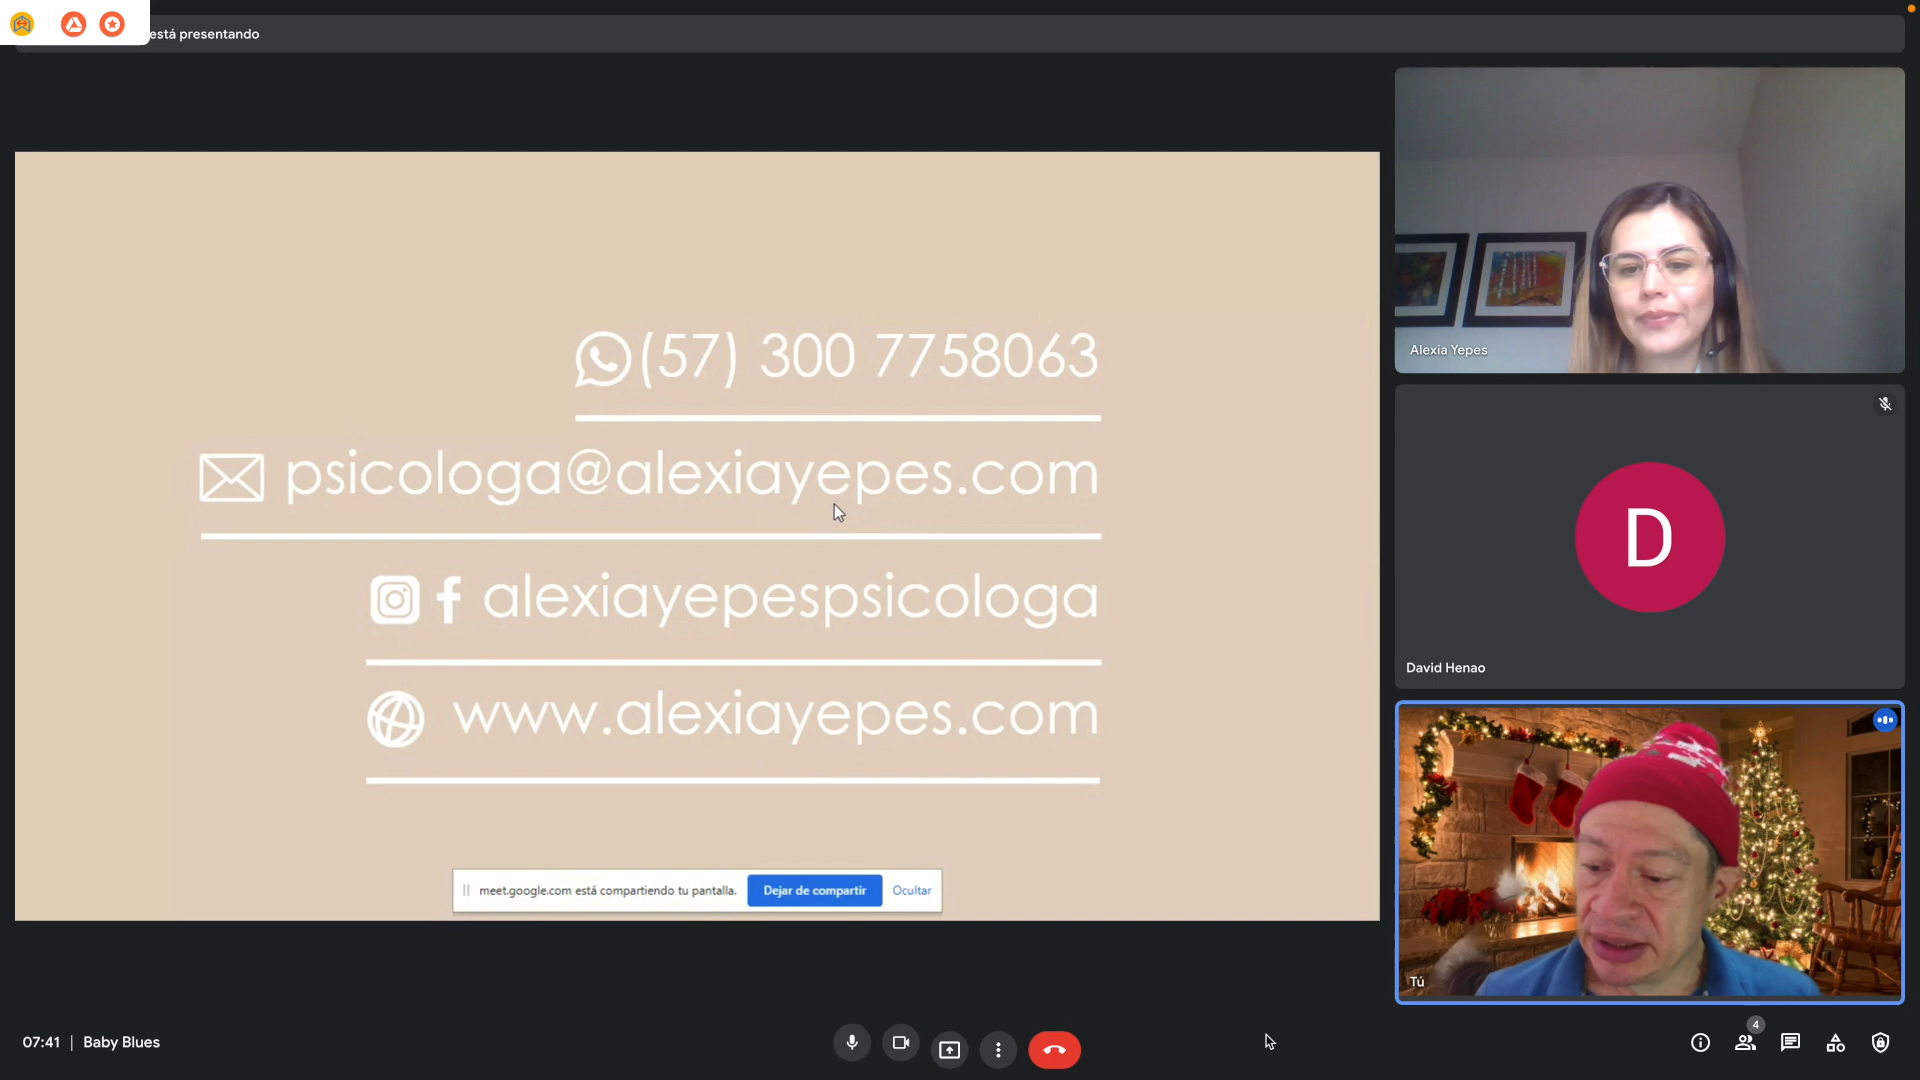 está presentando
(57) 300 7758063
psicologa@alexiayepes.com
alexiayepespsicologa
www.alexiayepes.com
meet.google.com está compartiendo tu pantalla. Dejar de compartir Ocultar
Alexia Yepes
D
David Henao
Tú
07:41 | Baby Blues
4